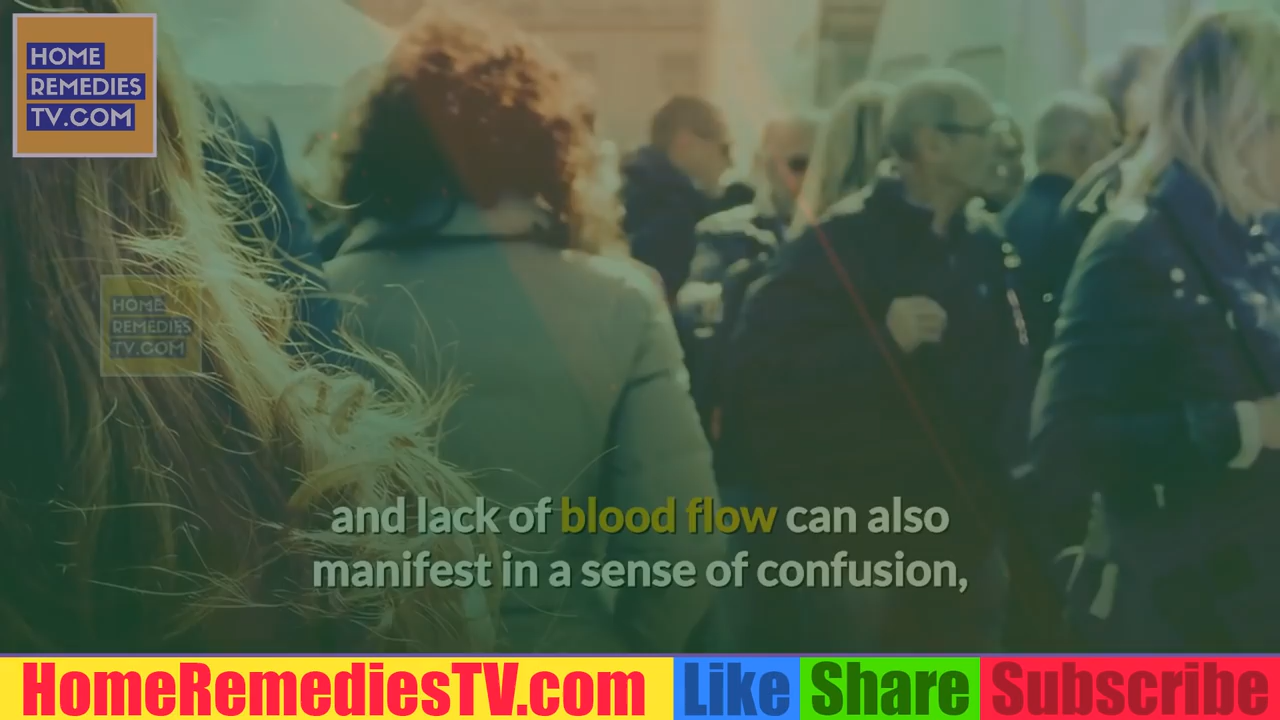 HOME
REMEDIES
TV.COM
HOME
REMEDIES
TV.COM
and lack of blood flow can also
manifest in a sense of confusion,
HomeRemediesTV.com Like Share Subscribe